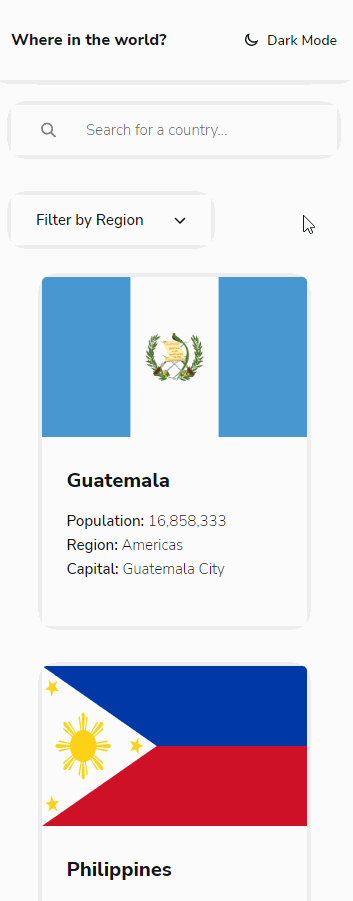 Where in the world?
Dark Mode
Search for a country...
Filter by Region
Guatemala
Population: 16,858,333
Region: Americas
Capital: Guatemala City
Philippines